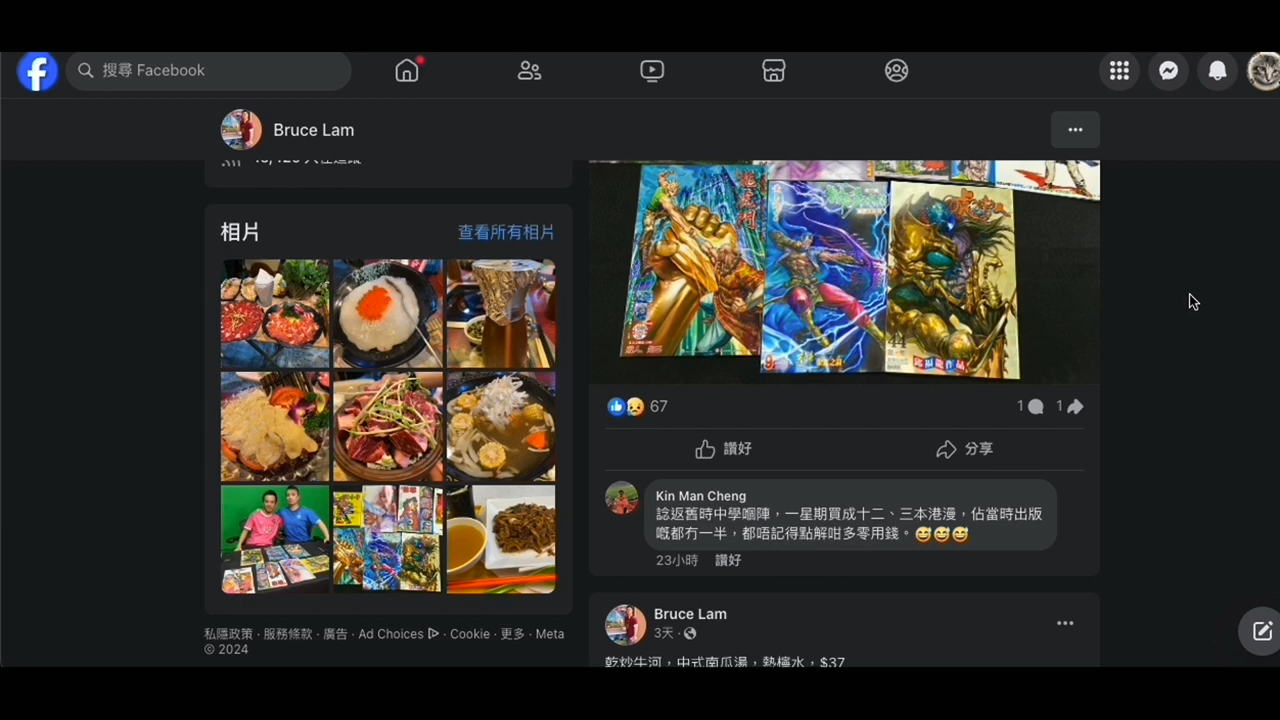 搜尋 Facebook
Bruce Lam
相片
查看所有相片
龍虎門
67
1
1
讚好
分享
Kin Man Cheng
諗返舊時中學嗰陣，一星期買成十二、三本港漫，佔當時出版
嘅都冇一半，都唔記得點解咁多零用錢。😅😅😅
23小時
讚好
私隱政策 · 服務條款 · 廣告 · Ad Choices · Cookie · 更多 · Meta
© 2024
Bruce Lam
3天
乾炒牛河，中式南瓜湯，熱檸水，$37